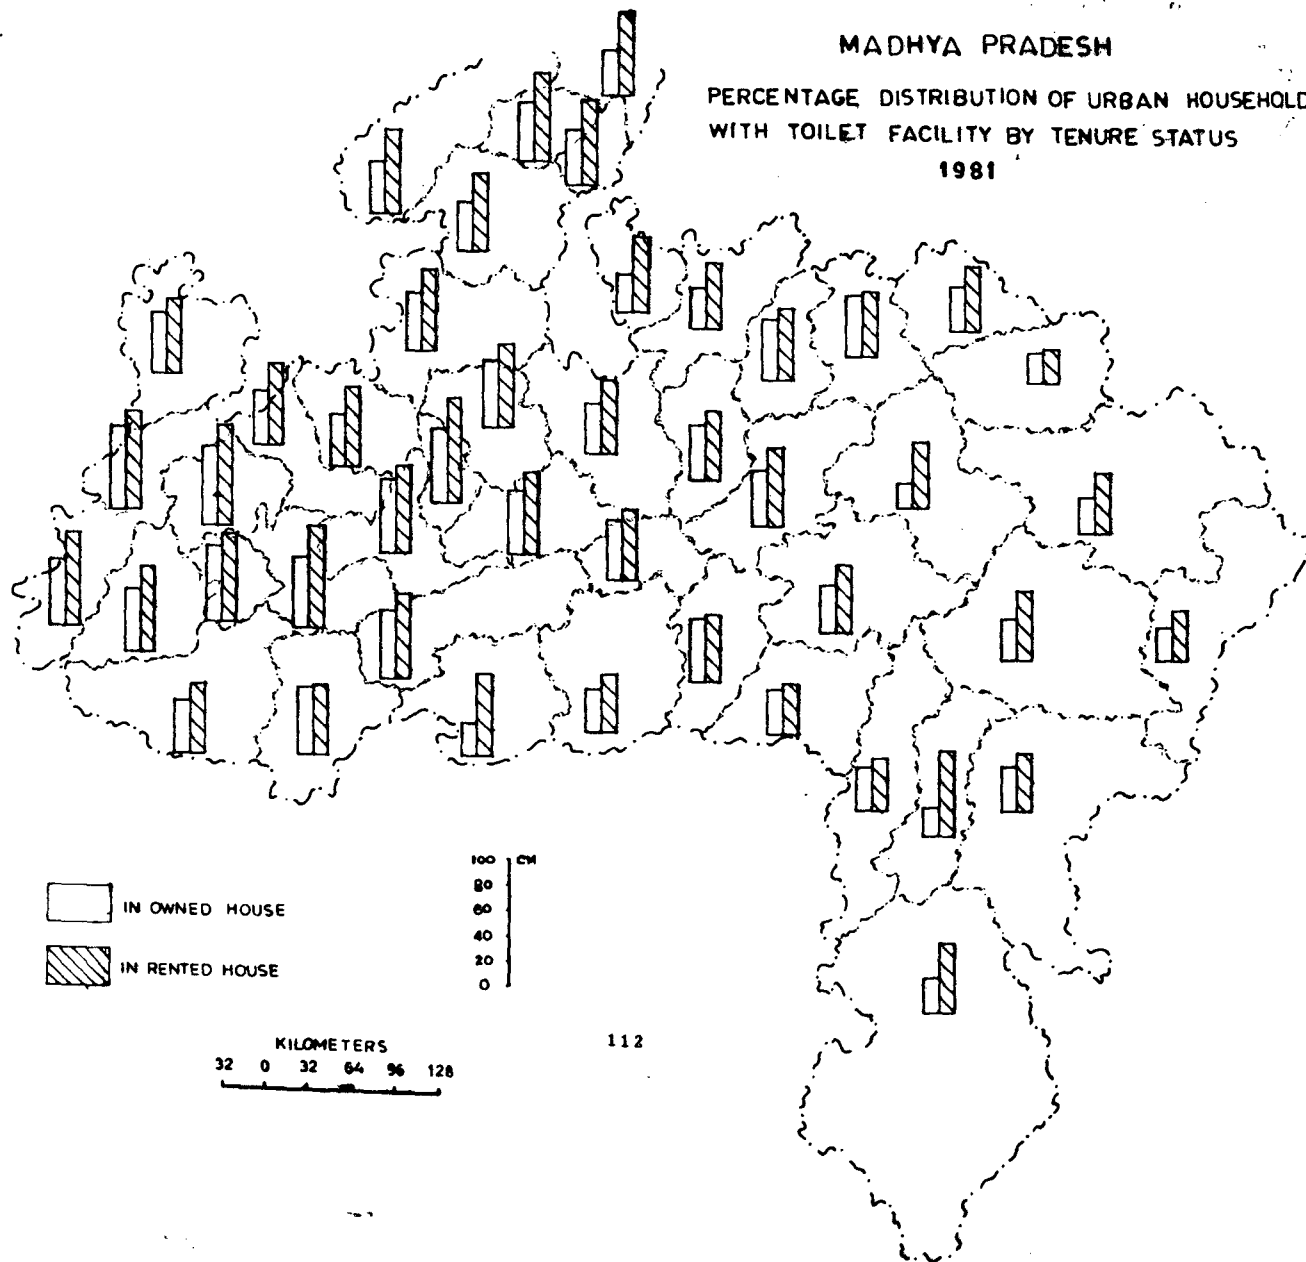 MADHYA PRADESH
PERCENTAGE DISTRIBUTION OF URBAN HOUSEHOLD
WITH TOILET FACILITY BY TENURE STATUS
1981
IN OWNED HOUSE
IN RENTED HOUSE
100 CM
80
60
40
20
0
KILOMETERS
32 0 32 64 96 128
112